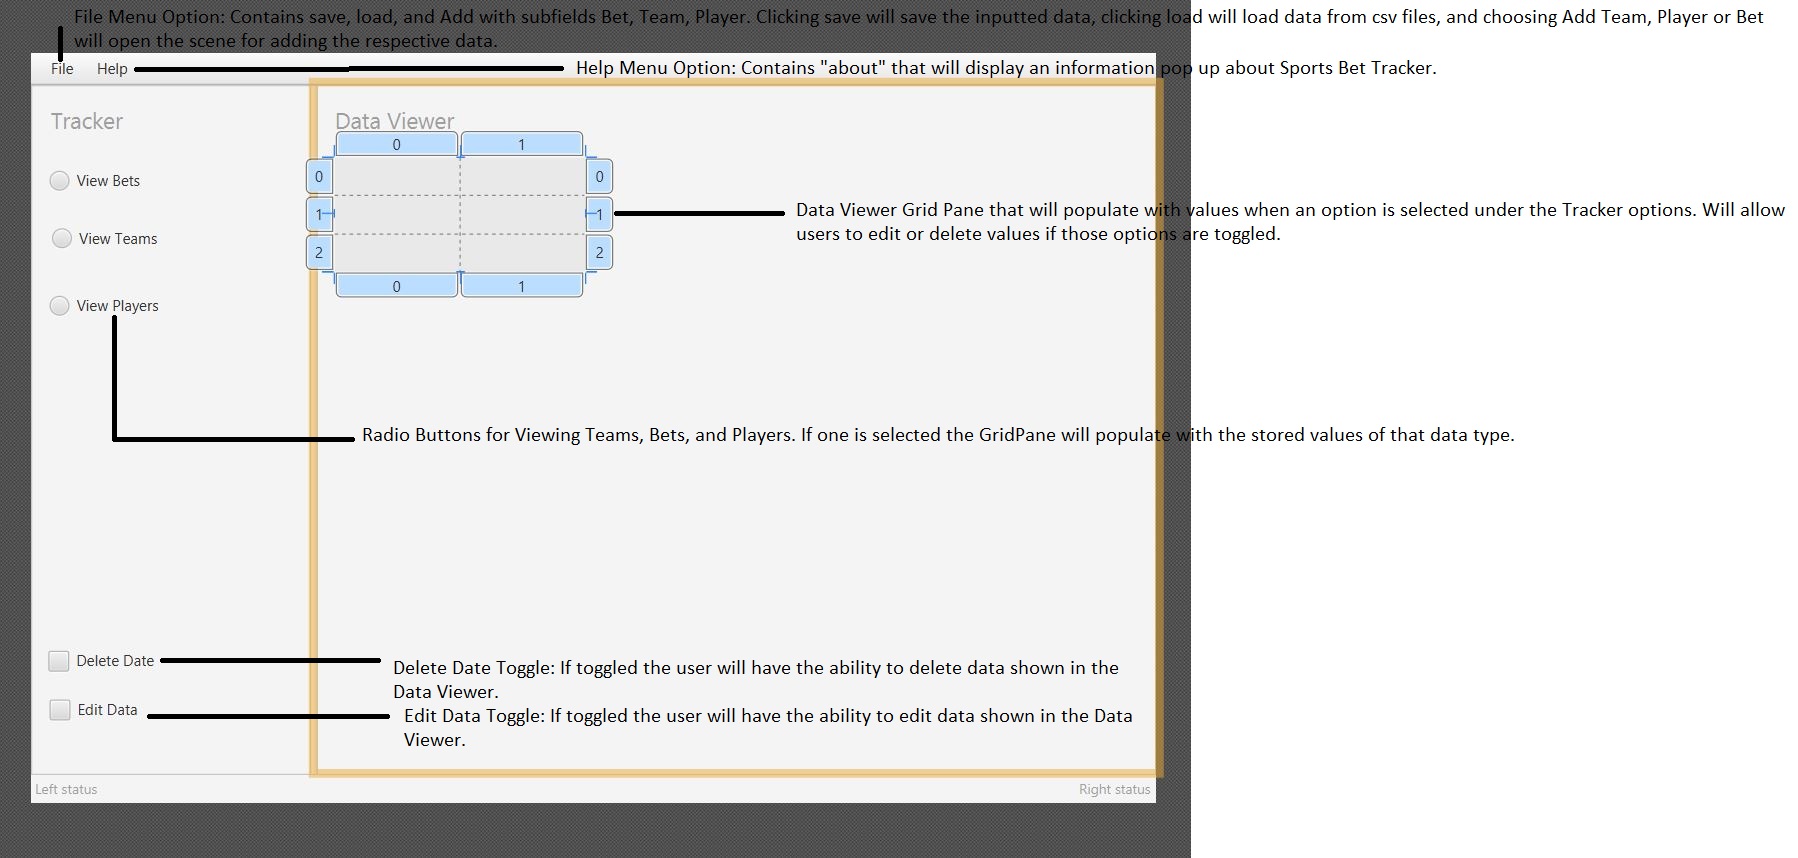 File Menu Option: Contains save, load, and Add with subfields Bet, Team, Player. Clicking save will save the inputted data, clicking load will load data from csv files, and choosing Add Team, Player or Bet
will open the scene for adding the respective data.
File Help
Help Menu Option: Contains "about" that will display an information pop up about Sports Bet Tracker.
Tracker
Data Viewer
0 1
View Bets
0 0
1 1
2 2
0 1
Data Viewer Grid Pane that will populate with values when an option is selected under the Tracker options. Will allow
users to edit or delete values if those options are toggled.
View Teams
View Players
Radio Buttons for Viewing Teams, Bets, and Players. If one is selected the GridPane will populate with the stored values of that data type.
Delete Date
Delete Date Toggle: If toggled the user will have the ability to delete data shown in the
Data Viewer.
Edit Data
Edit Data Toggle: If toggled the user will have the ability to edit data shown in the Data
Viewer.
Left status
Right status